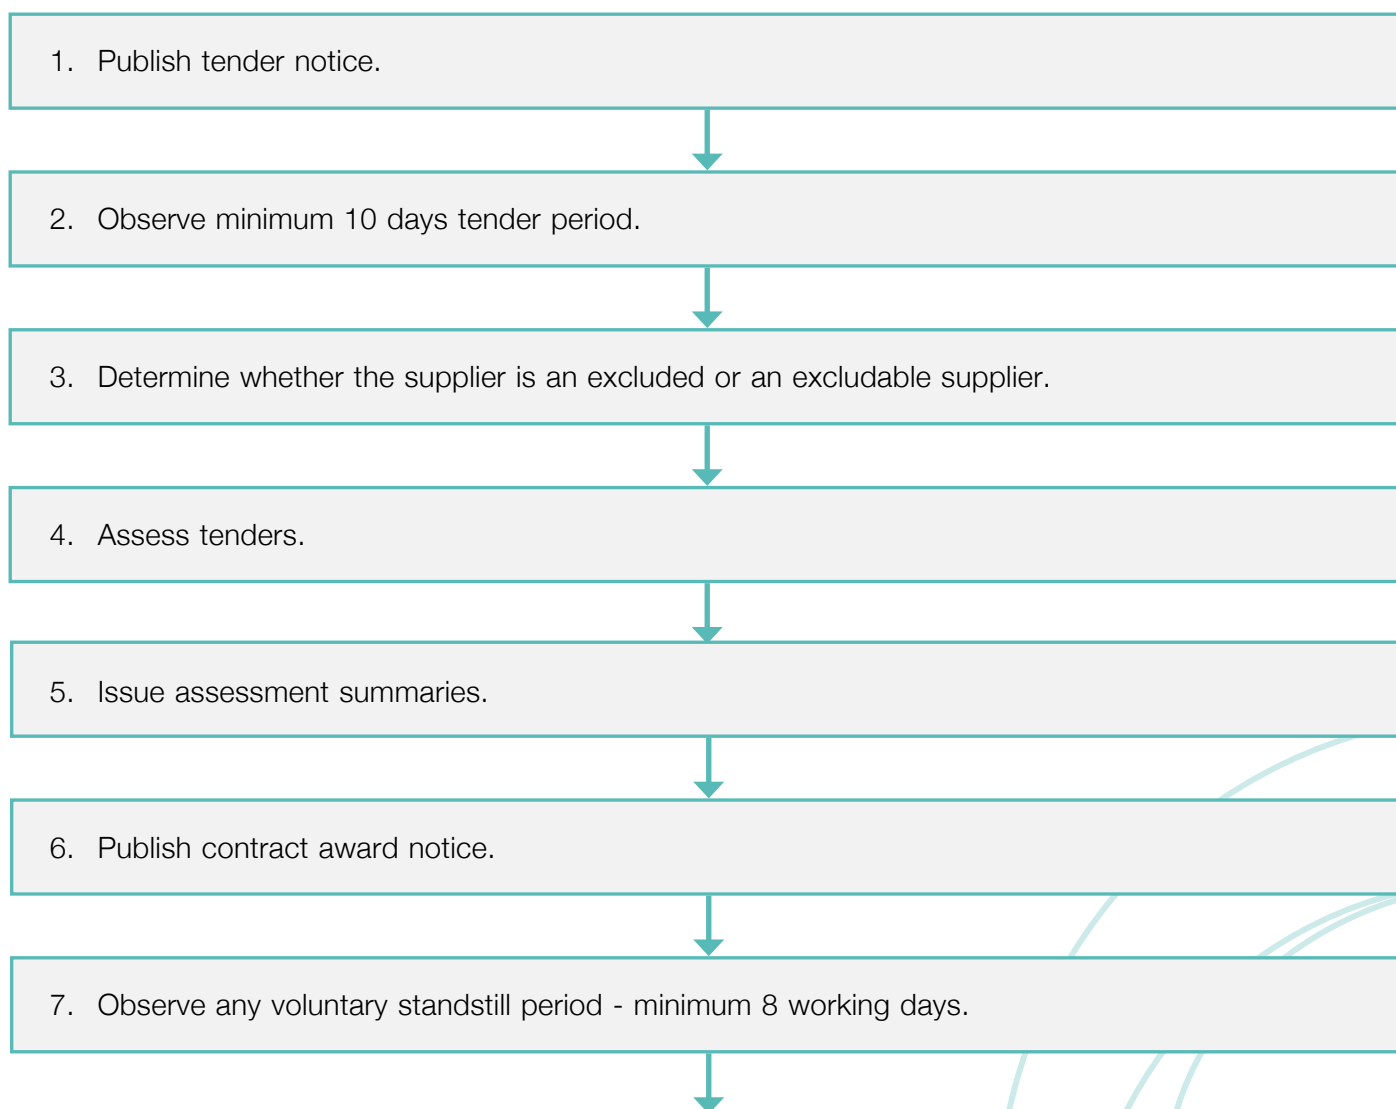 1. Publish tender notice.
2. Observe minimum 10 days tender period.
3. Determine whether the supplier is an excluded or an excludable supplier.
4. Assess tenders.
5. Issue assessment summaries.
6. Publish contract award notice.
7. Observe any voluntary standstill period - minimum 8 working days.